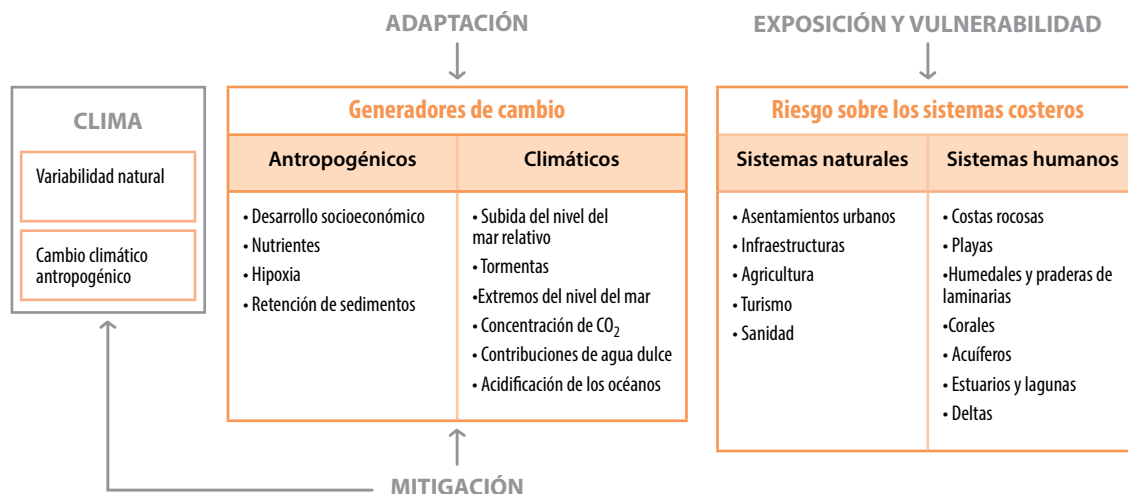 ADAPTACIÓN
EXPOSICIÓN Y VULNERABILIDAD
CLIMA
Variabilidad natural
Cambio climático
antropogénico
Generadores de cambio
Antropogénicos
• Desarrollo socioeconómico
• Nutrientes
• Hipoxia
• Retención de sedimentos
Climáticos
• Subida del nivel del
mar relativo
• Tormentas
•Extremos del nivel del mar
• Concentración de CO2
• Contribuciones de agua dulce
• Acidificación de los océanos
Riesgo sobre los sistemas costeros
Sistemas naturales
• Asentamientos urbanos
• Infraestructuras
• Agricultura
• Turismo
• Sanidad
Sistemas humanos
• Costas rocosas
• Playas
•Humedales y praderas de
laminarias
•Corales
• Acuíferos
• Estuarios y lagunas
• Deltas
MITIGACIÓN